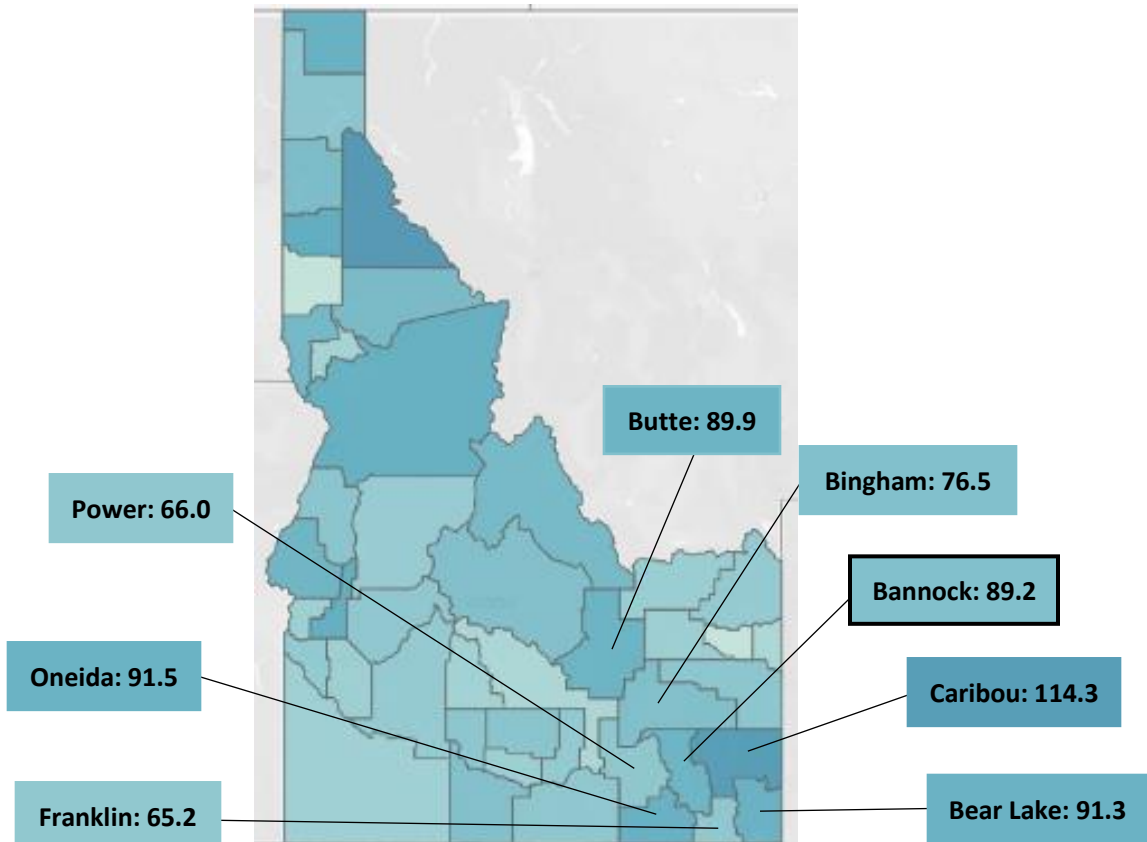 Butte: 89.9
Bingham: 76.5
Power: 66.0
Bannock: 89.2
Oneida: 91.5
Caribou: 114.3
Franklin: 65.2
Bear Lake: 91.3